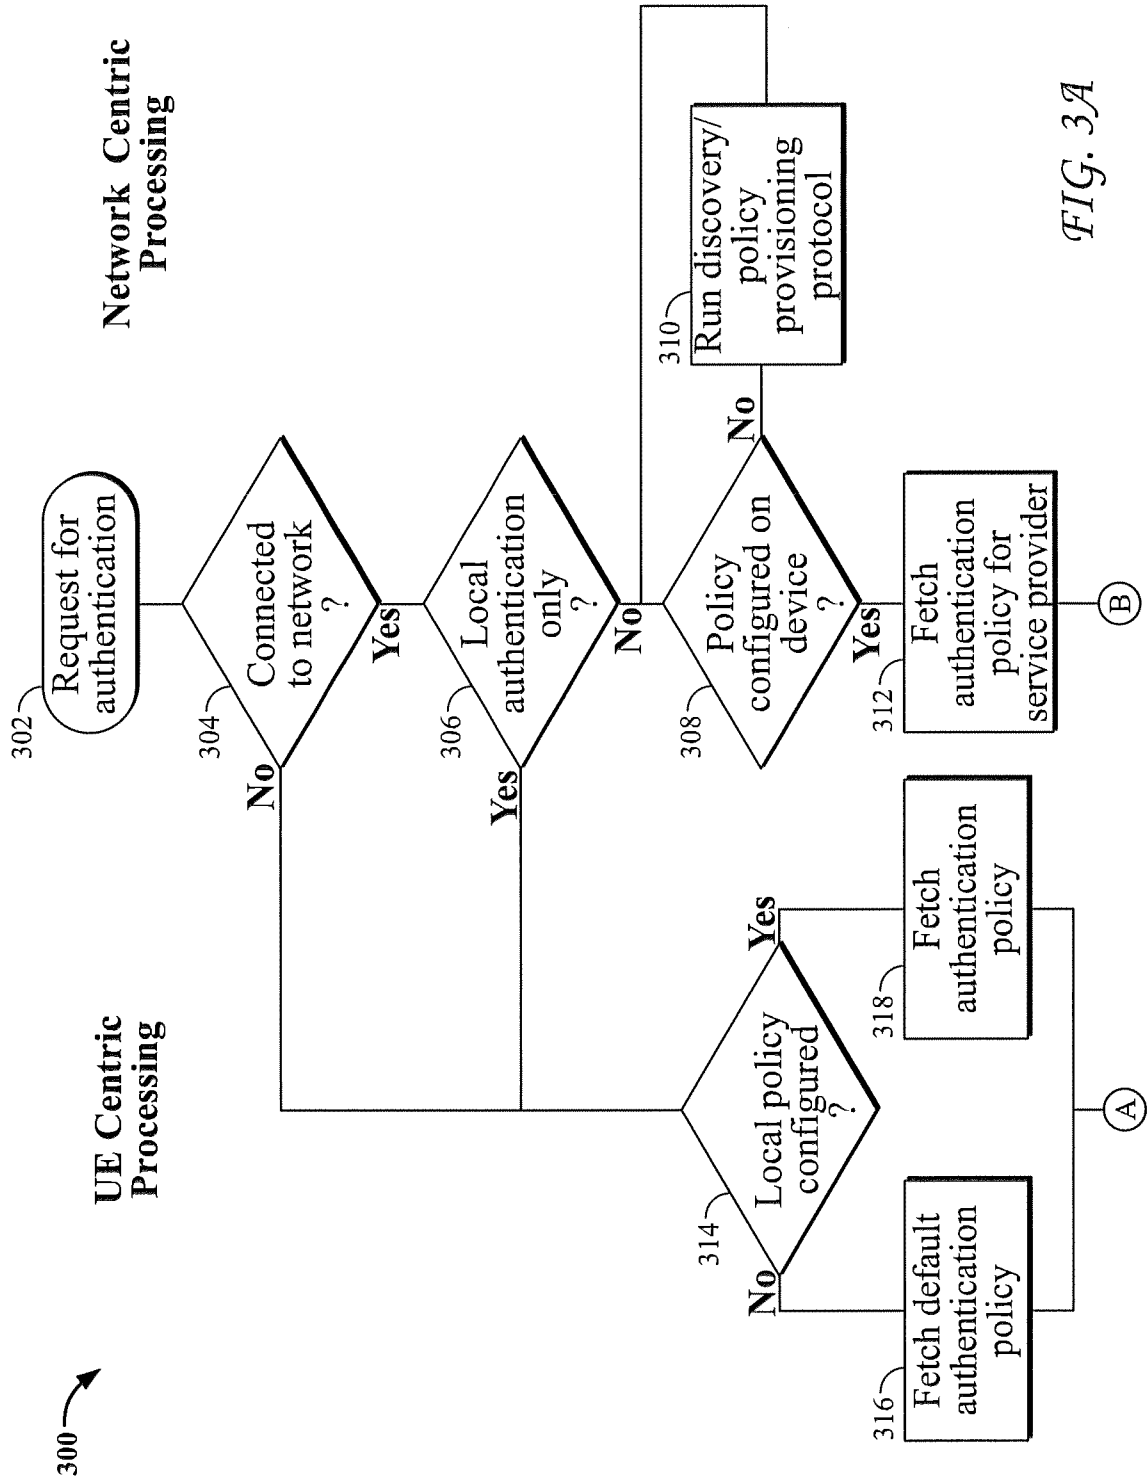 300
UE Centric
Processing
Network Centric
Processing
302
Request for
authentication
304
Connected
to network
?
No
Yes
306
Local
authentication
only
?
Yes
No
308
Policy
configured on
device
?
No
Yes
310
Run discovery/
policy
provisioning
protocol
312
Fetch
authentication
policy for
service provider
B
314
Local policy
configured
?
No
Yes
316
Fetch default
authentication
policy
318
Fetch
authentication
policy
A
FIG. 3A